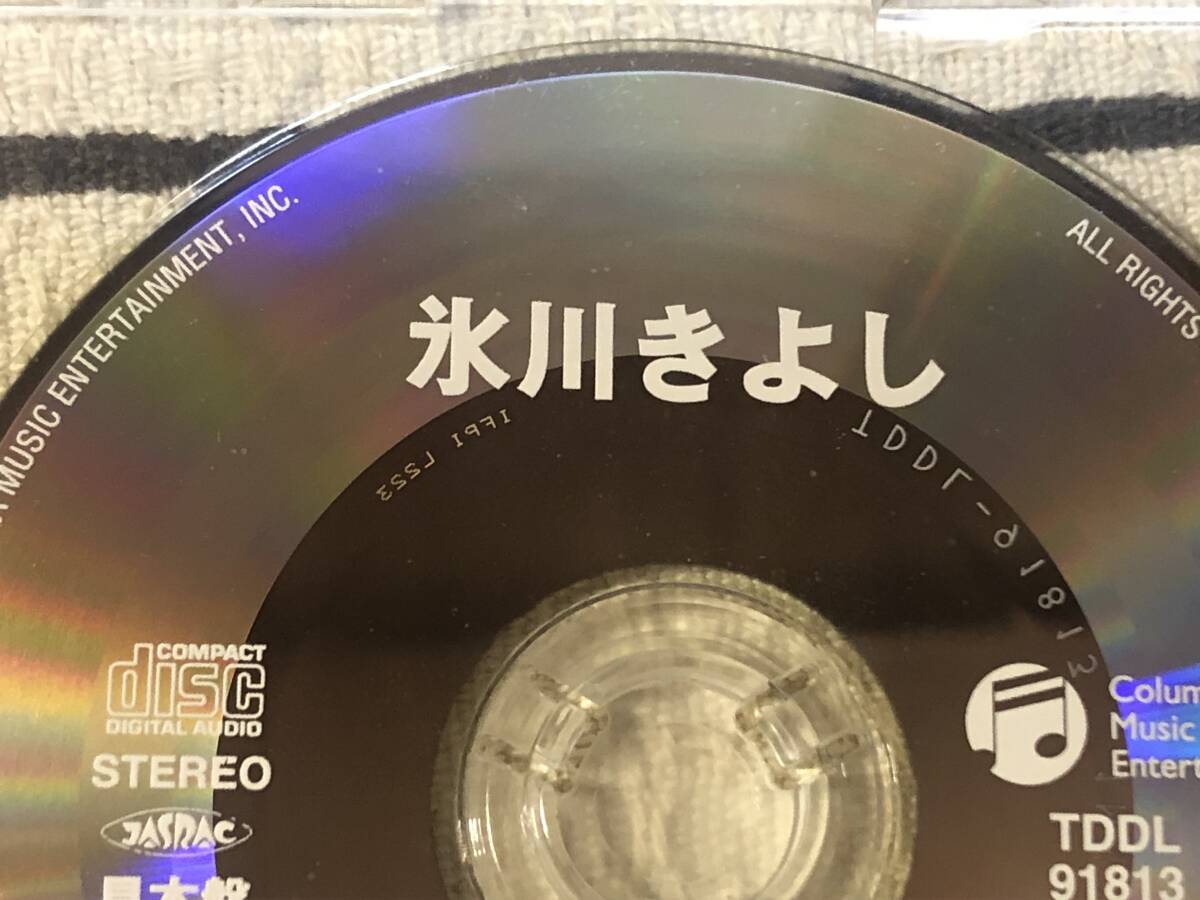 MUSIC ENTERTAINMENT, INC.
ALL RIGHTS
氷川きよし
IFPI L553
TDDL-91813
COMPACT
disc
DIGITAL AUDIO
STEREO
JASRAC
Colum
Music
Entert
TDDL
91813